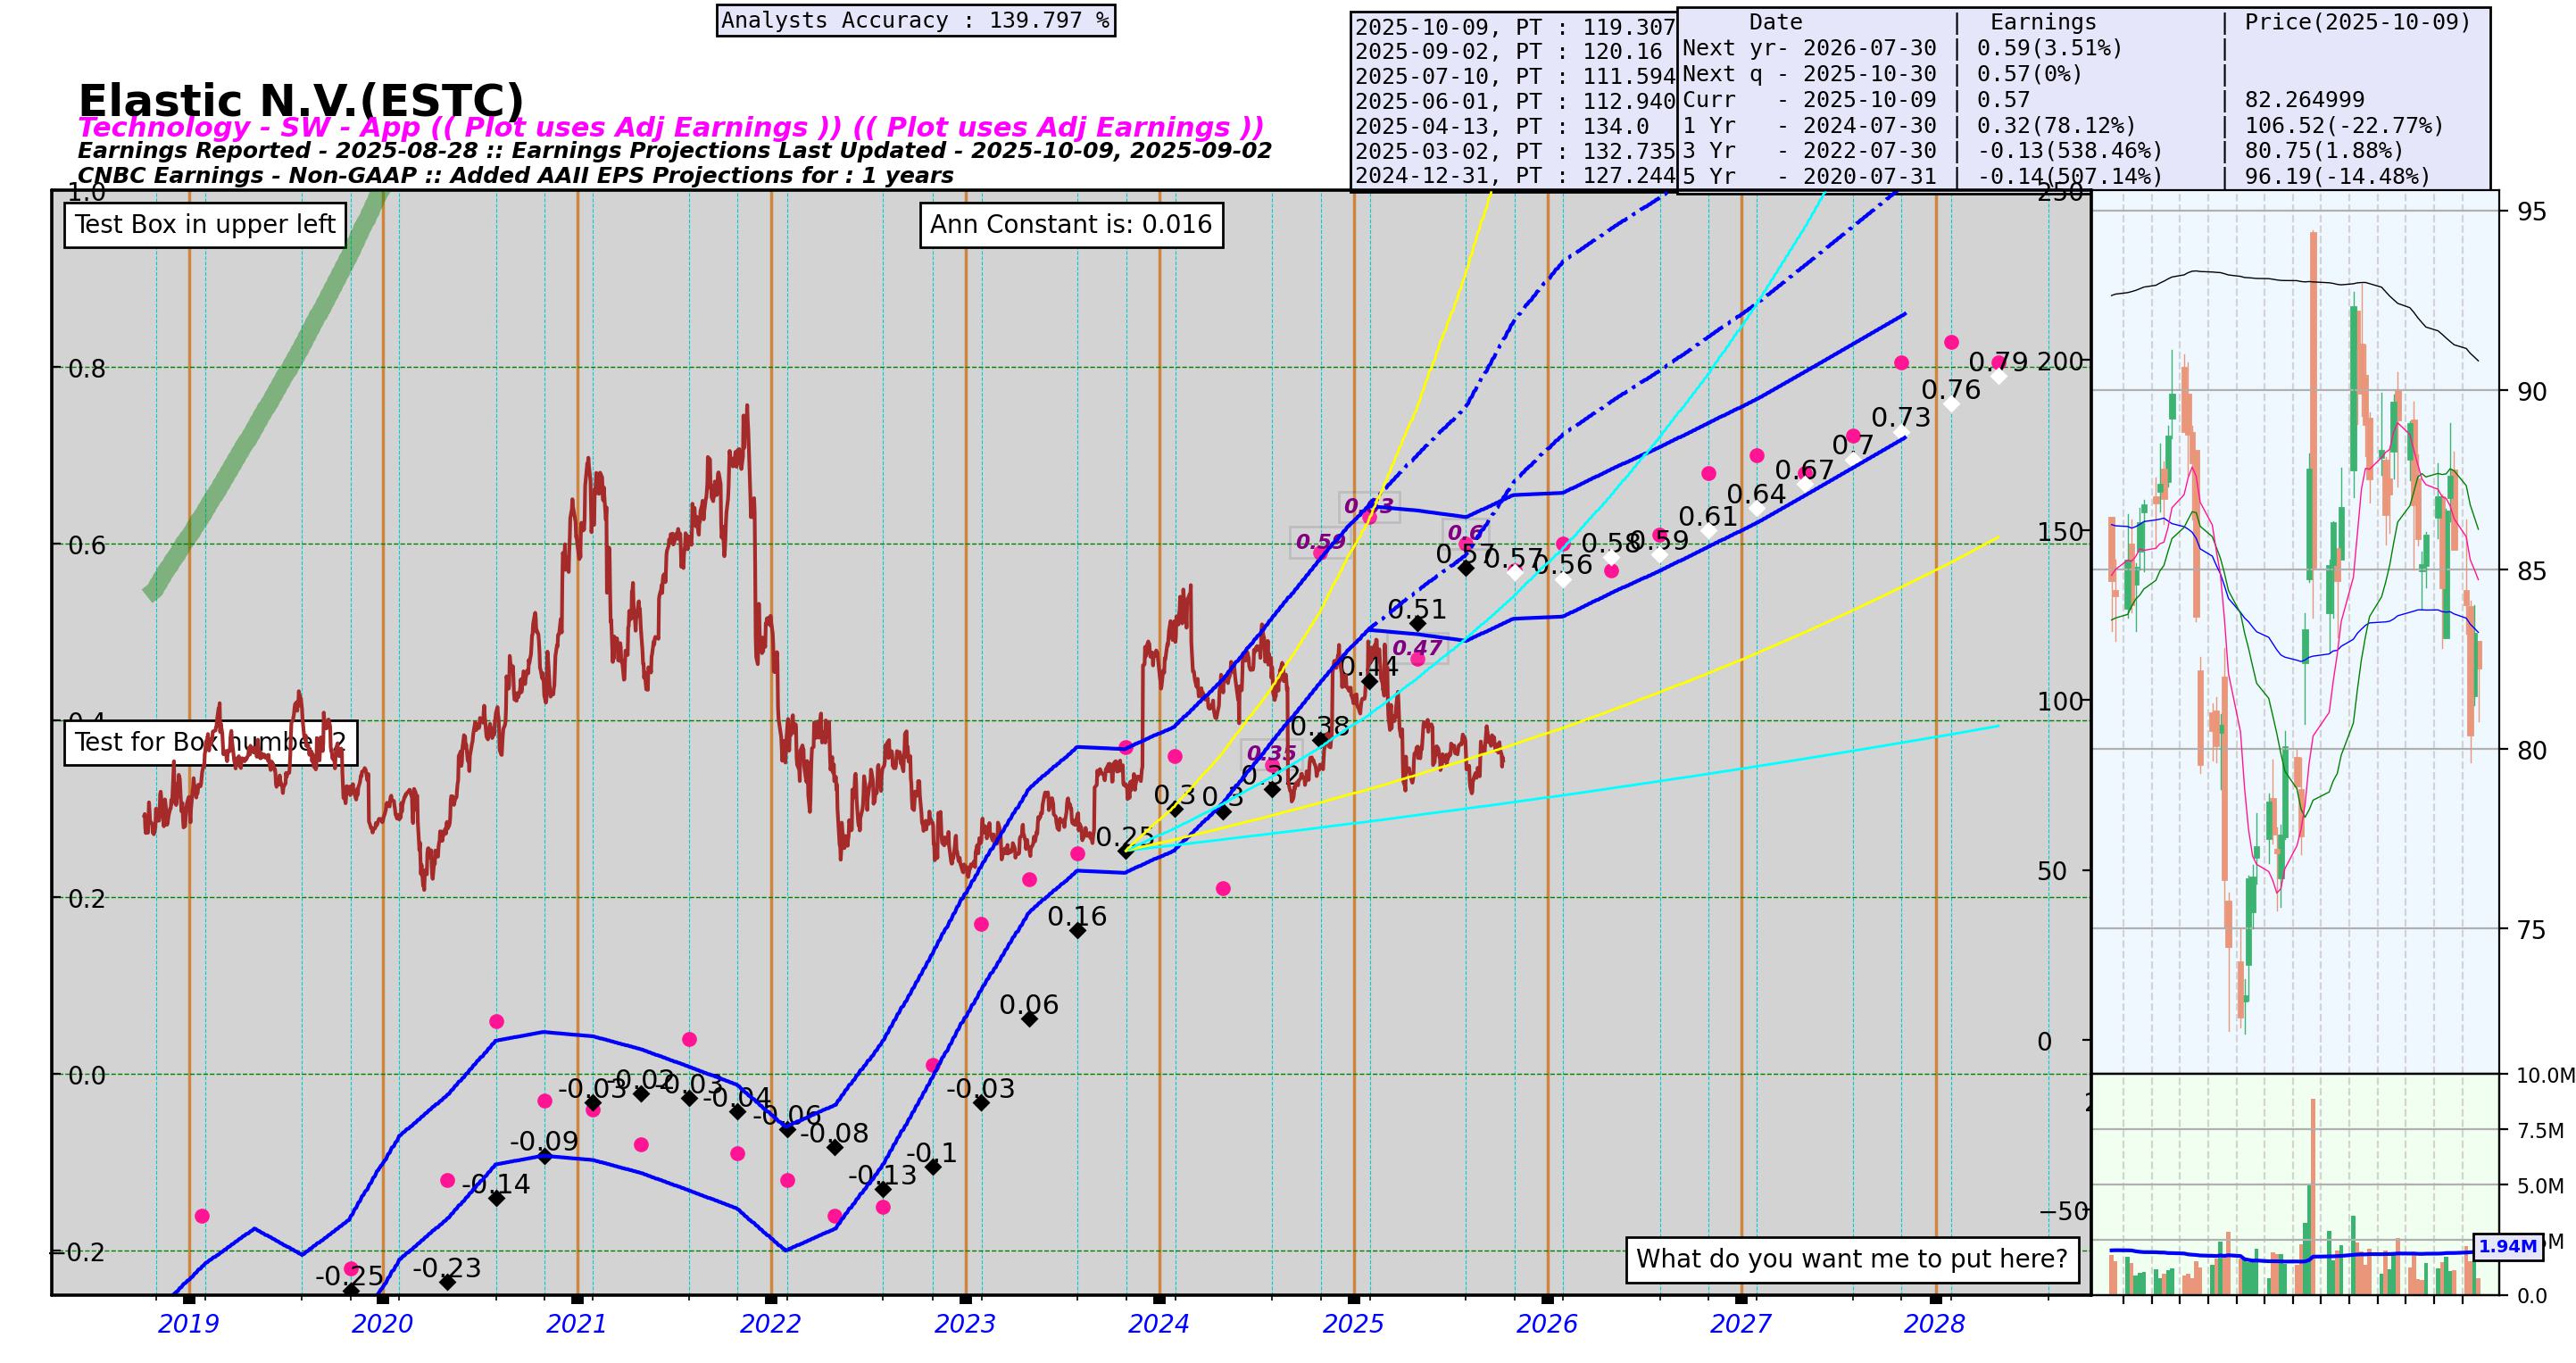 Analysts Accuracy : 139.797 %
2025-10-09, PT : 119.307
2025-09-02, PT : 120.16
2025-07-10, PT : 111.594
2025-06-01, PT : 112.940
2025-04-13, PT : 134.0
2025-03-02, PT : 132.735
2024-12-31, PT : 127.244
Date | Earnings | Price(2025-10-09)
Next yr- 2026-07-30 | 0.59(3.51%) |
Next q - 2025-10-30 | 0.57(0%) |
Curr - 2025-10-09 | 0.57 | 82.264999
1 Yr - 2024-07-30 | 0.32(78.12%) | 106.52(-22.77%)
3 Yr - 2022-07-30 | -0.13(538.46%) | 80.75(1.88%)
5 Yr - 2020-07-31 | -0.14(507.14%) | 96.19(-14.48%)
Elastic N.V.(ESTC)
Technology - SW - App (( Plot uses Adj Earnings )) (( Plot uses Adj Earnings ))
Earnings Reported - 2025-08-28 :: Earnings Projections Last Updated - 2025-10-09, 2025-09-02
CNBC Earnings - Non-GAAP :: Added AAII EPS Projections for : 1 years
Test Box in upper left
Ann Constant is: 0.016
Test for Box number 2
What do you want me to put here?
1.0
0.8
0.6
0.4
0.2
0.0
−0.2
250
200
150
100
50
0
−50
95
90
85
80
75
10.0M
7.5M
5.0M
0.0
1.94M
-0.25
-0.23
-0.14
-0.09
-0.03
-0.02
-0.03
-0.04
-0.06
-0.08
-0.13
-0.1
-0.03
0.06
0.16
0.25
0.3
0.3
0.32
0.35
0.38
0.59
0.44
0.47
0.51
0.6
0.57
0.57
0.56
0.58
0.59
0.61
0.64
0.67
0.7
0.73
0.76
0.79
2019 2020 2021 2022 2023 2024 2025 2026 2027 2028